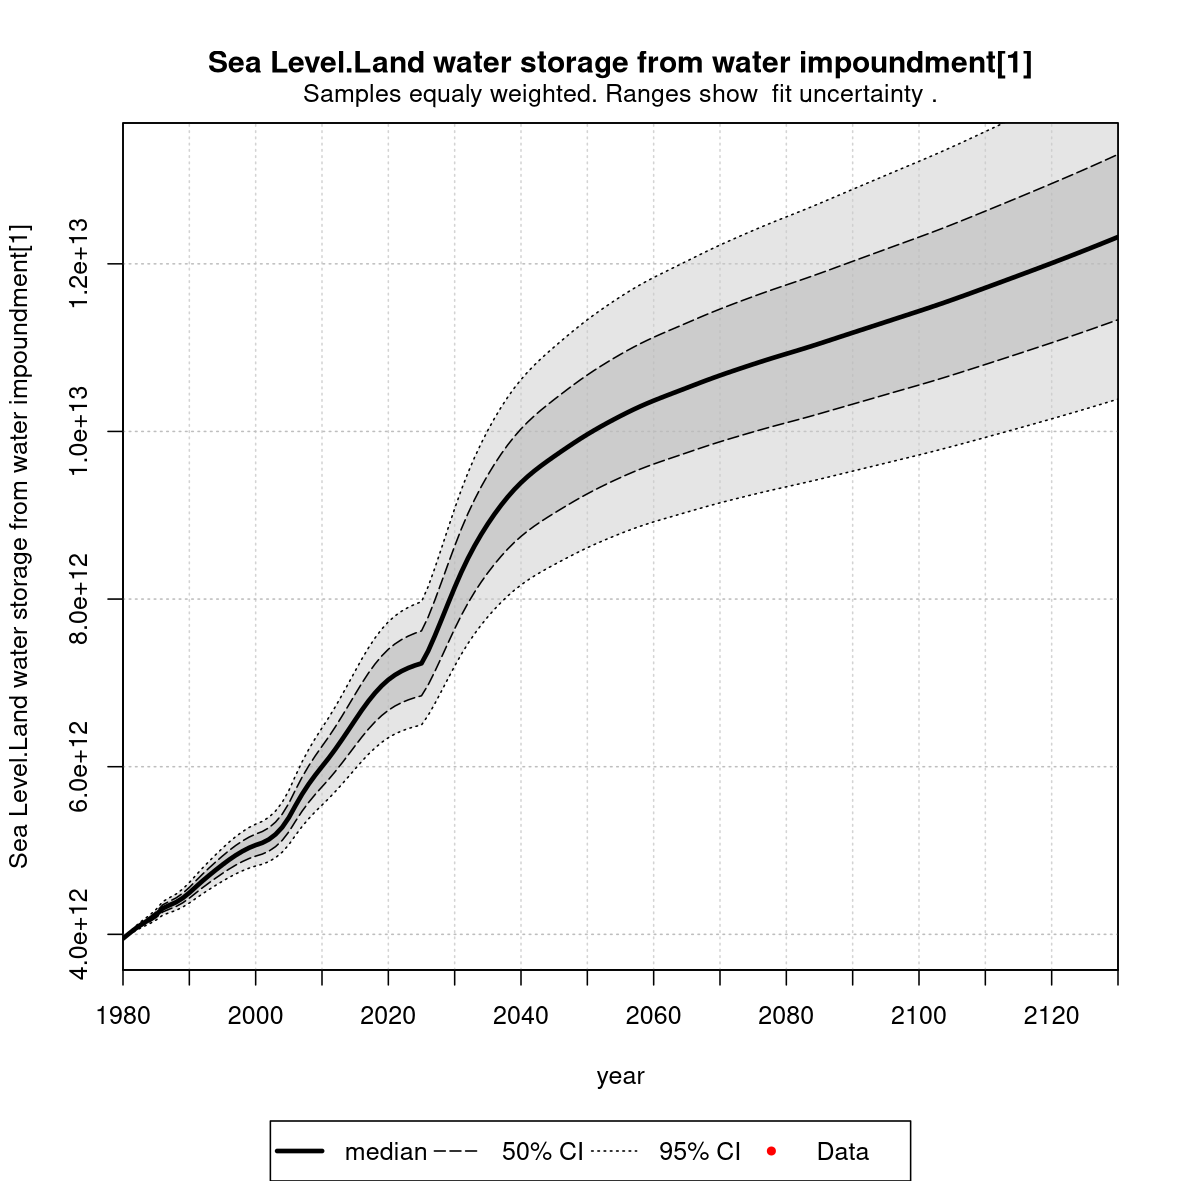 Sea Level.Land water storage from water impoundment[1]
Samples equaly weighted. Ranges show  fit uncertainty .
Sea Level.Land water storage from water impoundment[1]
1.2e+13
1.0e+13
8.0e+12
6.0e+12
4.0e+12
1980 2000 2020 2040 2060 2080 2100 2120
year
median 50% CI 95% CI Data